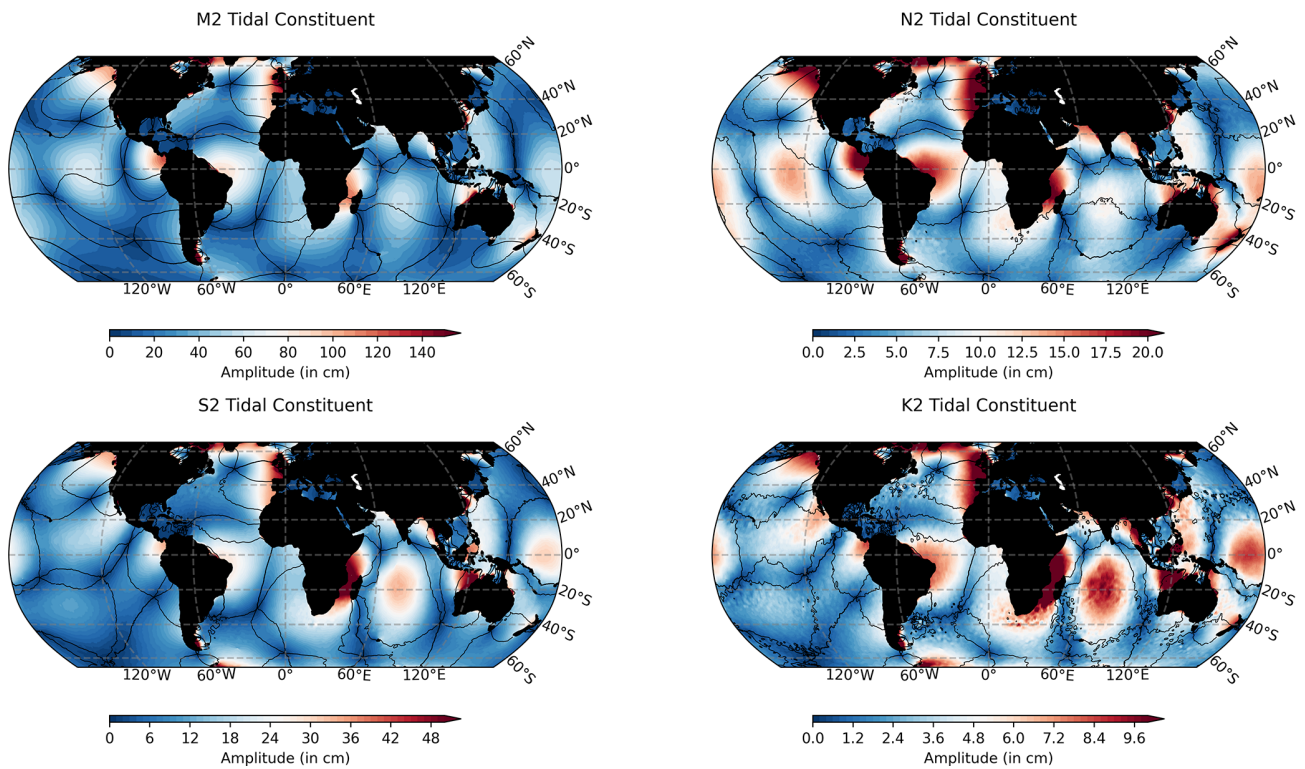 M2 Tidal Constituent
N2 Tidal Constituent
60°N
40°N
20°N
0°
20°S
40°S
60°S
120°W 60°W 0° 60°E 120°E
60°N
40°N
20°N
0°
20°S
40°S
60°S
120°W 60°W 0° 60°E 120°E
0 20 40 60 80 100 120 140
Amplitude (in cm)
0.0 2.5 5.0 7.5 10.0 12.5 15.0 17.5 20.0
Amplitude (in cm)
S2 Tidal Constituent
K2 Tidal Constituent
60°N
40°N
20°N
0°
20°S
40°S
60°S
120°W 60°W 0° 60°E 120°E
60°N
40°N
20°N
0°
20°S
40°S
60°S
120°W 60°W 0° 60°E 120°E
0 6 12 18 24 30 36 42 48
Amplitude (in cm)
0.0 1.2 2.4 3.6 4.8 6.0 7.2 8.4 9.6
Amplitude (in cm)